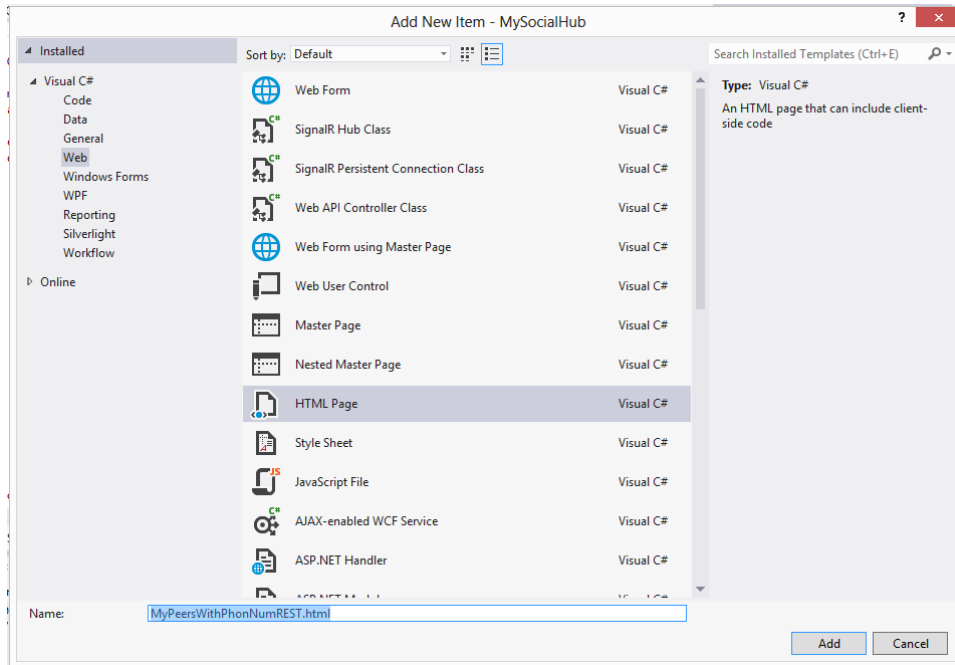 Add New Item - MySocialHub
?
Installed
Sort by: Default
Search Installed Templates (Ctrl+E)
Visual C#
Code
Data
General
Web
Windows Forms
WPF
Reporting
Silverlight
Workflow
Online
Web Form Visual C#
C# SignalR Hub Class Visual C#
C# SignalR Persistent Connection Class Visual C#
C# Web API Controller Class Visual C#
Web Form using Master Page Visual C#
Web User Control Visual C#
Master Page Visual C#
Nested Master Page Visual C#
HTML Page Visual C#
Style Sheet Visual C#
JS JavaScript File Visual C#
C# AJAX-enabled WCF Service Visual C#
ASP.NET Handler Visual C#
Type: Visual C#
An HTML page that can include client-
side code
Name: MyPeersWithPhonNumREST.html
Add
Cancel